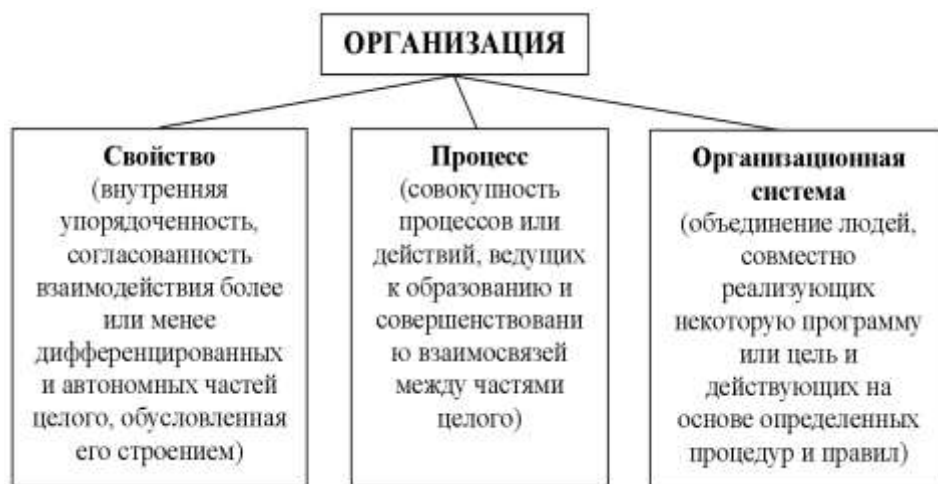 ОРГАНИЗАЦИЯ
Свойство
(внутренняя
упорядоченность,
согласованность
взаимодействия более
или менее
дифференцированных
и автономных частей
целого, обусловленная
его строением)
Процесс
(совокупность
процессов или
действий, ведущих
к образованию и
совершенствовани
ю взаимосвязей
между частями
целого)
Организационная
система
(объединение людей,
совместно
реализующих
некоторую программу
или цель и
действующих на
основе определенных
процедур и правил)